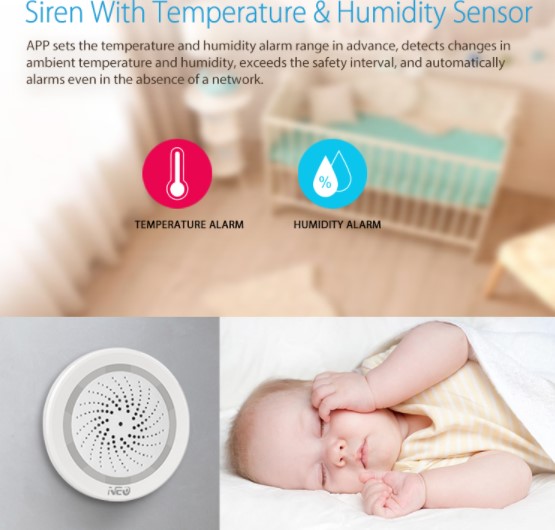 Siren With Temperature & Humidity Sensor
APP sets the temperature and humidity alarm range in advance, detects changes in
ambient temperature and humidity, exceeds the safety interval, and automatically
alarms even in the absence of a network.
%
TEMPERATURE ALARM
HUMIDITY ALARM
NEO